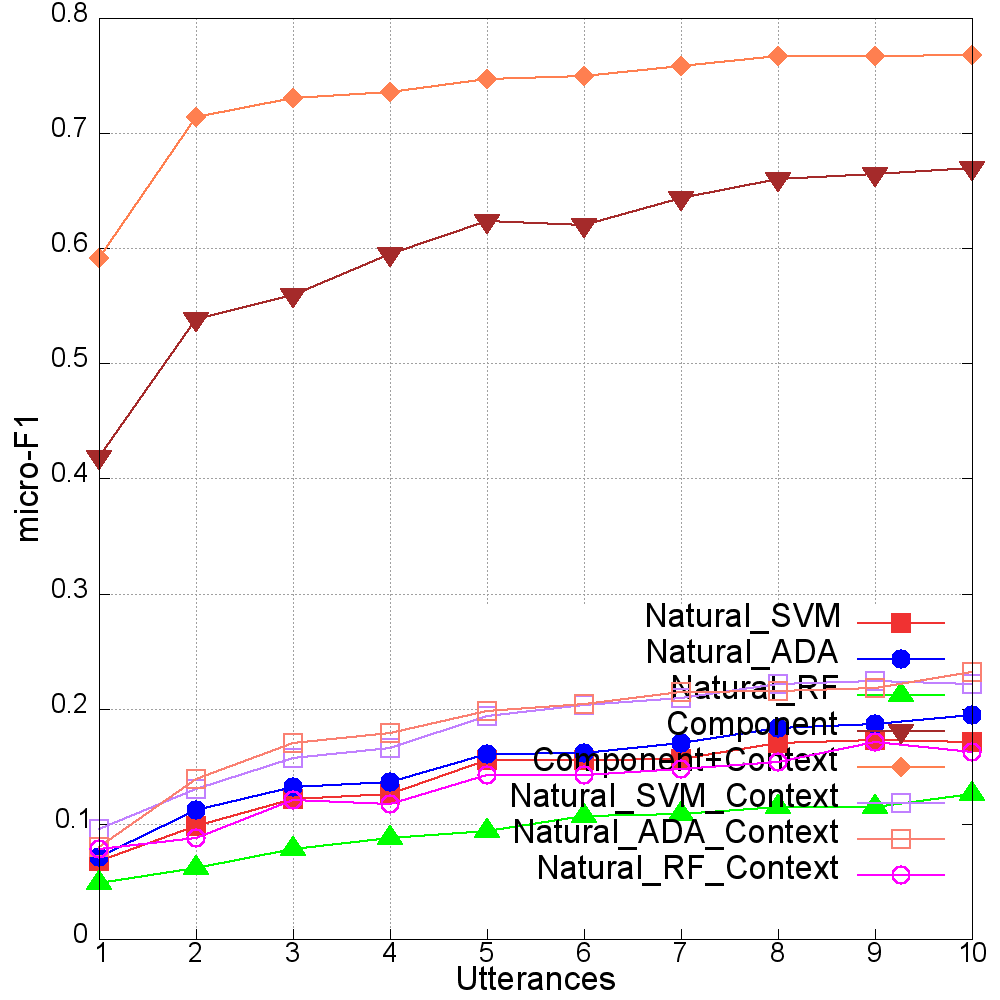 0.8
0.7
0.6
0.5
0.4
0.3
0.2
0.1
0
micro-F1
Natural_SVM
Natural_ADA
Natural_RF
Component
Component+Context
Natural_SVM_Context
Natural_ADA_Context
Natural_RF_Context
1 2 3 4 5 6 7 8 9 10
Utterances